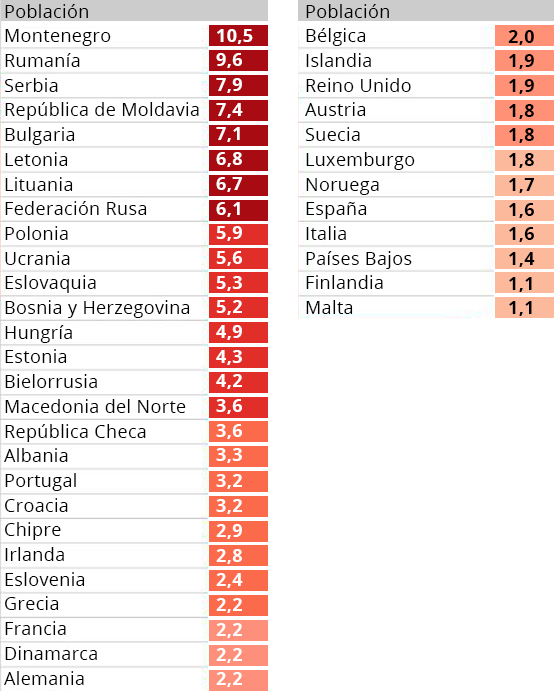 Población
Montenegro 10,5
Rumanía 9,6
Serbia 7,9
República de Moldavia 7,4
Bulgaria 7,1
Letonia 6,8
Lituania 6,7
Federación Rusa 6,1
Polonia 5,9
Ucrania 5,6
Eslovaquia 5,3
Bosnia y Herzegovina 5,2
Hungría 4,9
Estonia 4,3
Bielorrusia 4,2
Macedonia del Norte 3,6
República Checa 3,6
Albania 3,3
Portugal 3,2
Croacia 3,2
Chipre 2,9
Irlanda 2,8
Eslovenia 2,4
Grecia 2,2
Francia 2,2
Dinamarca 2,2
Alemania 2,2
Población
Bélgica 2,0
Islandia 1,9
Reino Unido 1,9
Austria 1,8
Suecia 1,8
Luxemburgo 1,8
Noruega 1,7
España 1,6
Italia 1,6
Países Bajos 1,4
Finlandia 1,1
Malta 1,1